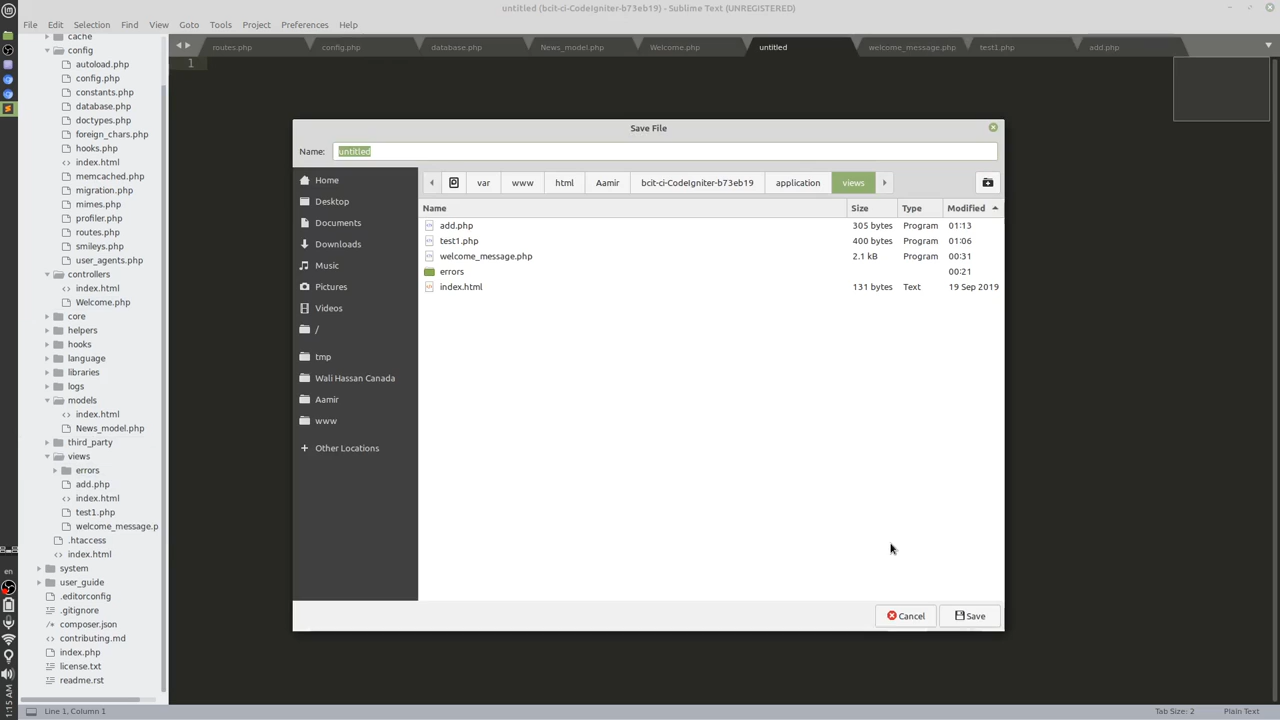 untitled (bcit-ci-CodeIgniter-b73eb19) - Sublime Text (UNREGISTERED)
File Edit Selection Find View Goto Tools Project Preferences Help
routes.php config.php database.php News_model.php Welcome.php untitled welcome_message.php test1.php add.php
1
cache
config
autoload.php
config.php
constants.php
database.php
doctypes.php
foreign_chars.php
hooks.php
index.html
memcached.php
migration.php
mimes.php
profiler.php
routes.php
smileys.php
user_agents.php
controllers
index.html
Welcome.php
core
helpers
hooks
language
libraries
logs
models
index.html
News_model.php
third_party
views
errors
add.php
index.html
test1.php
welcome_message.p
.htaccess
index.html
system
user_guide
.editorconfig
.gitignore
composer.json
contributing.md
index.php
license.txt
readme.rst
Save File
Name: untitled
var www html Aamir bcit-ci-CodeIgniter-b73eb19 application views
Home
Desktop
Documents
Downloads
Music
Pictures
Videos
/
tmp
Wali Hassan Canada
Aamir
www
+ Other Locations
Name Size Type Modified
add.php 305 bytes Program 01:13
test1.php 400 bytes Program 01:06
welcome_message.php 2.1 kB Program 00:31
errors 00:21
index.html 131 bytes Text 19 Sep 2019
Cancel Save
en
1:15 AM
Line 1, Column 1 Tab Size: 2 Plain Text